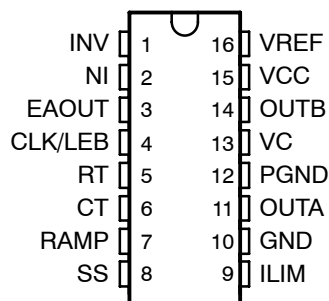 INV 1 16 VREF
NI 2 15 VCC
EAOUT 3 14 OUTB
CLK/LEB 4 13 VC
RT 5 12 PGND
CT 6 11 OUTA
RAMP 7 10 GND
SS 8 9 ILIM